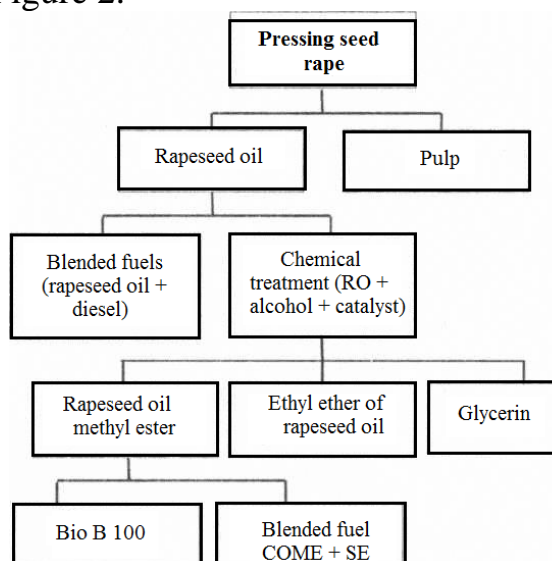 Figure 2.
Pressing seed
rape
Rapeseed oil
Pulp
Blended fuels
(rapeseed oil +
diesel)
Chemical
treatment (RO +
alcohol + catalyst)
Rapeseed oil
methyl ester
Ethyl ether of
rapeseed oil
Glycerin
Bio B 100
Blended fuel
COME + SE